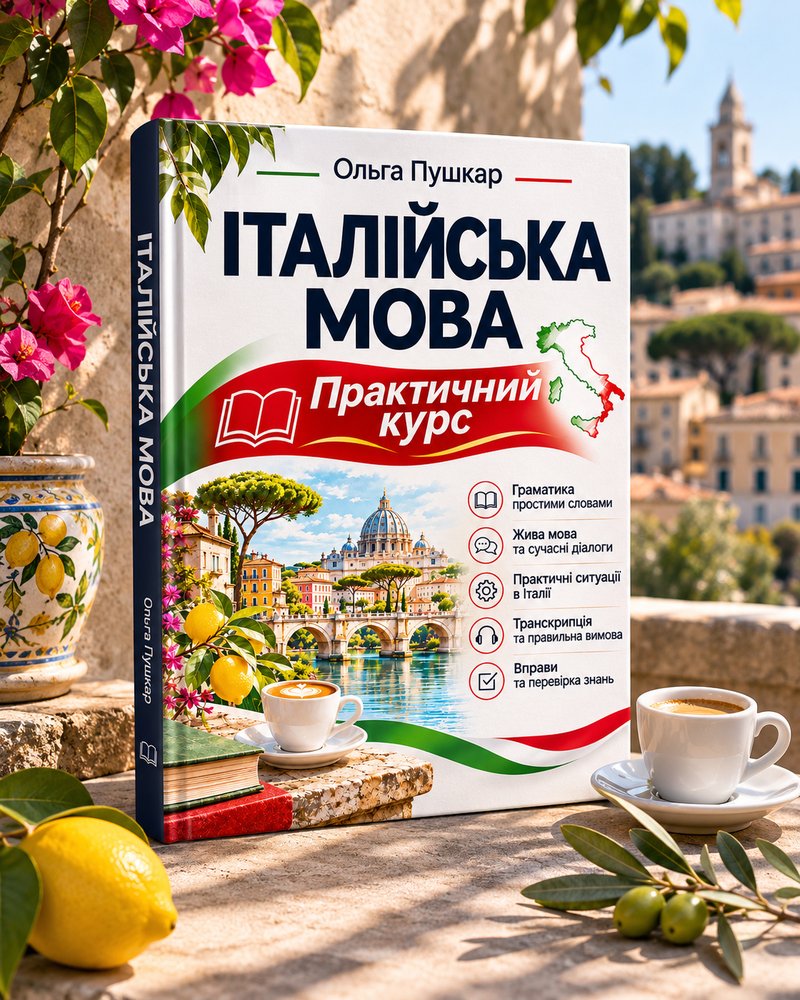 Ольга Пушкар
ІТАЛІЙСЬКА
МОВА
Практичний
курс
Граматика
простими словами
Жива мова
та сучасні діалоги
Практичні ситуації
в Італії
Транскрипція
та правильна вимова
Вправи
та перевірка знань
ІТАЛІЙСЬКА МОВА
Ольга Пушкар